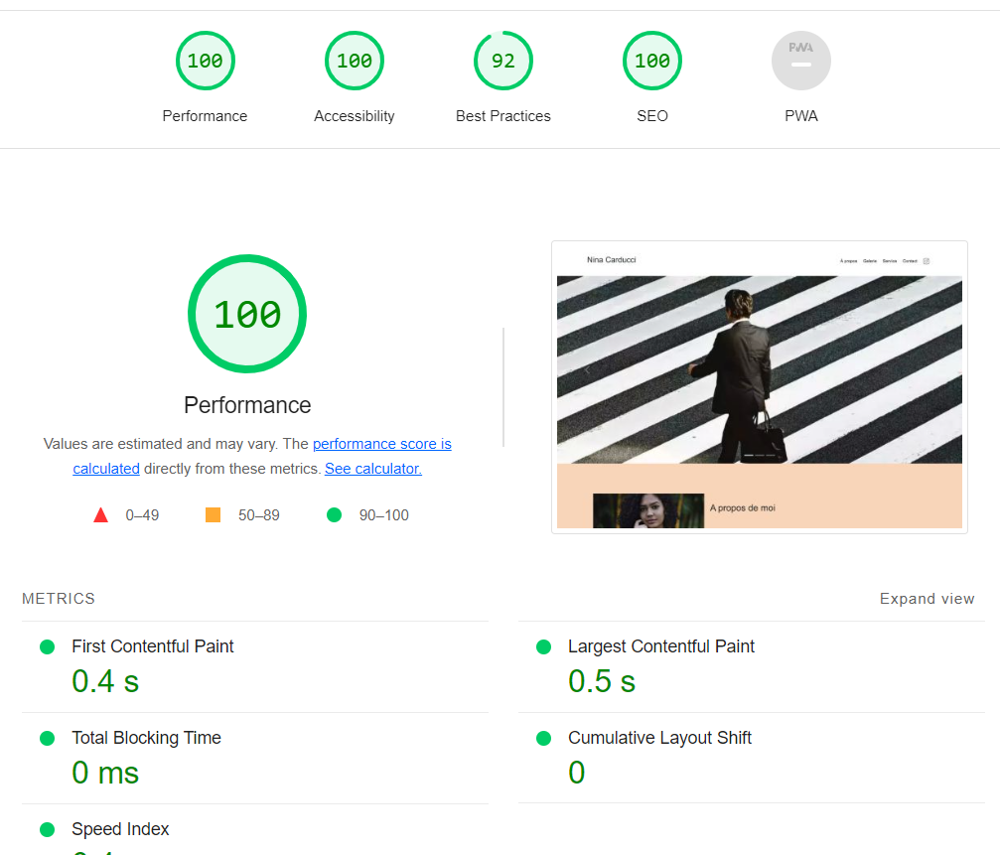 100 100 92 100 PWA
Performance Accessibility Best Practices SEO PWA
Nina Carducci
A propos Galerie Service Contact
100
Performance
Values are estimated and may vary. The performance score is
calculated directly from these metrics. See calculator.
0–49 50–89 90–100
A propos de moi
METRICS Expand view
First Contentful Paint Largest Contentful Paint
0.4 s 0.5 s
Total Blocking Time Cumulative Layout Shift
0 ms 0
Speed Index